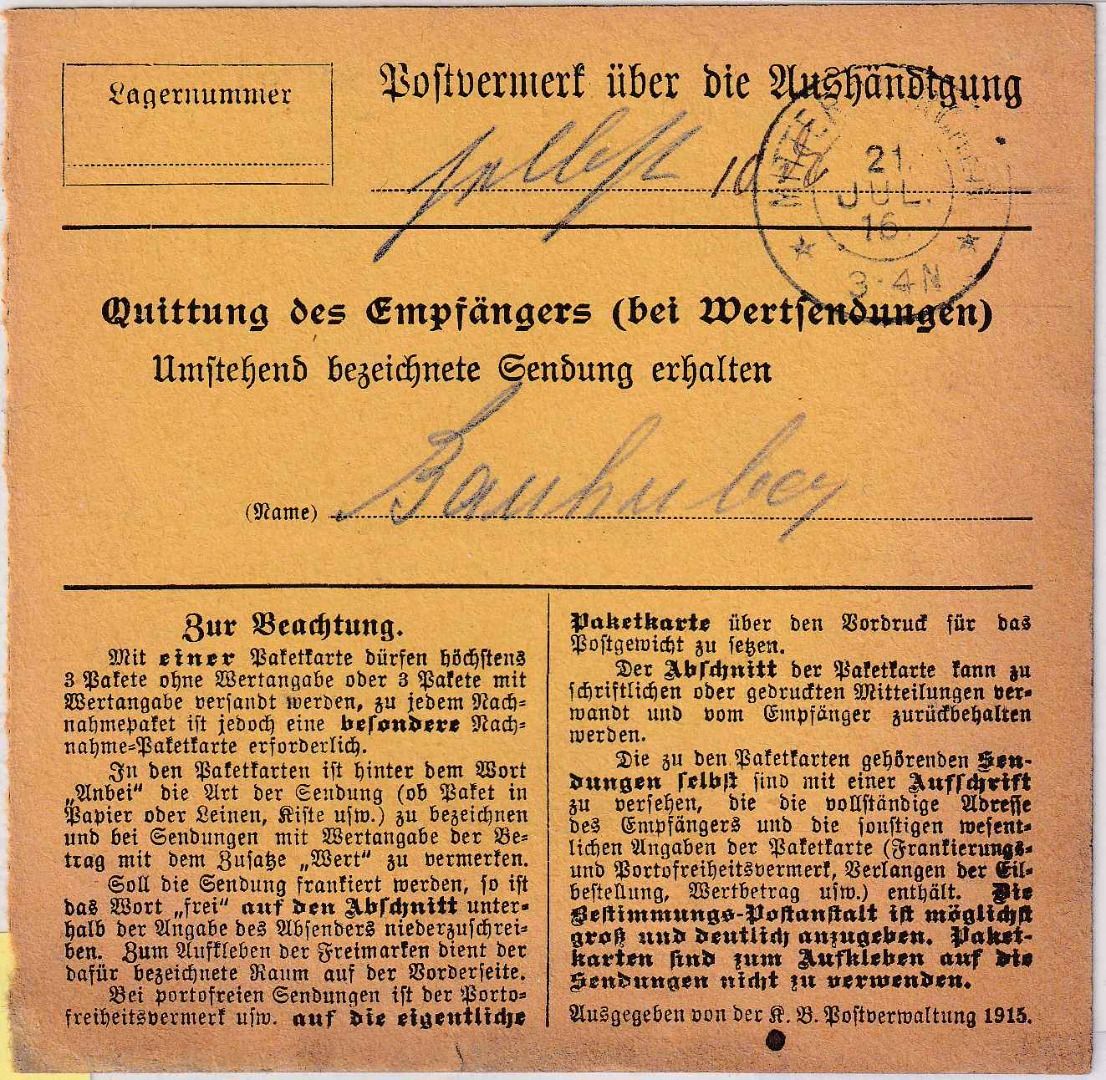 Lagernummer
Postvermerk über die Aushändigung
selbst 10
21.
JUL.
16
3-4N
Quittung des Empfängers (bei Wertsendungen)
Umstehend bezeichnete Sendung erhalten
(Name) Bauhuber
Zur Beachtung.
Mit einer Paketkarte dürfen höchstens
3 Pakete ohne Wertangabe oder 3 Pakete mit
Wertangabe versandt werden, zu jedem Nach-
nahmepaket ist jedoch eine besondere Nach-
nahme-Paketkarte erforderlich.
In den Paketkarten ist hinter dem Wort
„Anbei“ die Art der Sendung (ob Paket in
Papier oder Leinen, Kiste usw.) zu bezeichnen
und bei Sendungen mit Wertangabe der Be-
trag mit dem Zusatze „Wert“ zu vermerken.
Soll die Sendung frankiert werden, so ist
das Wort „frei“ auf den Abschnitt unter-
halb der Angabe des Absenders niederzuschrei-
ben. Zum Aufkleben der Freimarken dient der
dafür bezeichnete Raum auf der Vorderseite.
Bei portofreien Sendungen ist der Porto-
freiheitsvermerk usw. auf die eigentliche
Paketkarte über den Vordruck für das
Postgewicht zu setzen.
Der Abschnitt der Paketkarte kann zu
schriftlichen oder gedruckten Mitteilungen ver-
wandt und vom Empfänger zurückbehalten
werden.
Die zu den Paketkarten gehörenden Sen-
dungen selbst sind mit einer Aufschrift
zu versehen, die die vollständige Adresse
des Empfängers und die sonstigen wesent-
lichen Angaben der Paketkarte (Frankierungs-
und Portofreiheitsvermerk, Verlangen der Eil-
bestellung, Wertbetrag usw.) enthält. Die
Bestimmungs-Postanstalt ist möglichst
groß und deutlich anzugeben. Paket-
karten sind zum Aufkleben auf die
Sendungen nicht zu verwenden.
Ausgegeben von der K. B. Postverwaltung 1915.